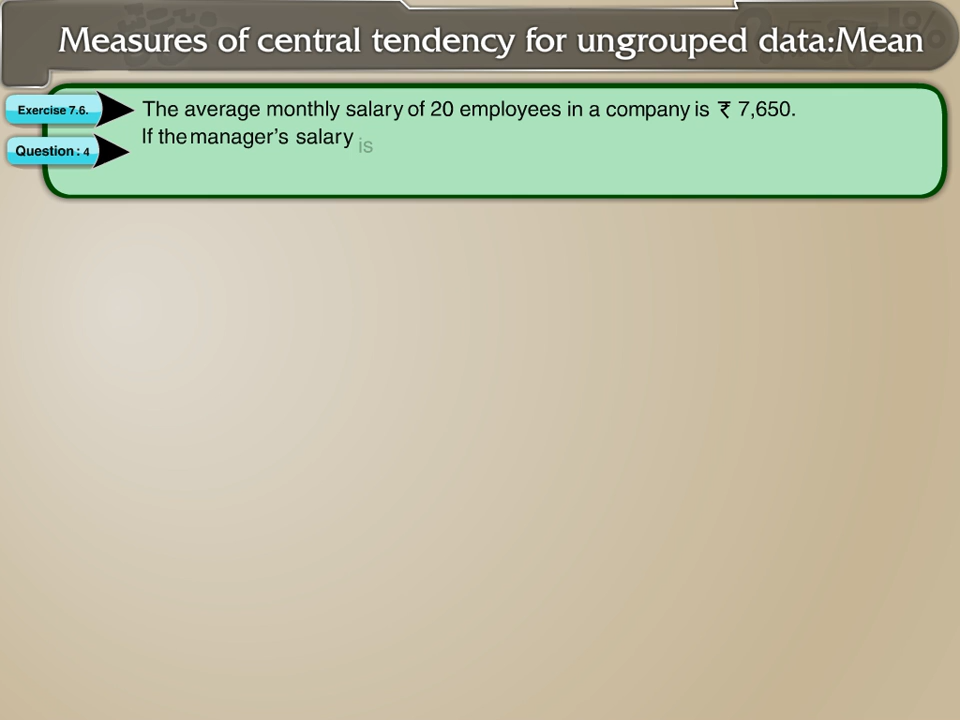 Measures of central tendency for ungrouped data:Mean
Exercise 7.6.
The average monthly salary of 20 employees in a company is ₹ 7,650.
If the manager's salary is
Question : 4